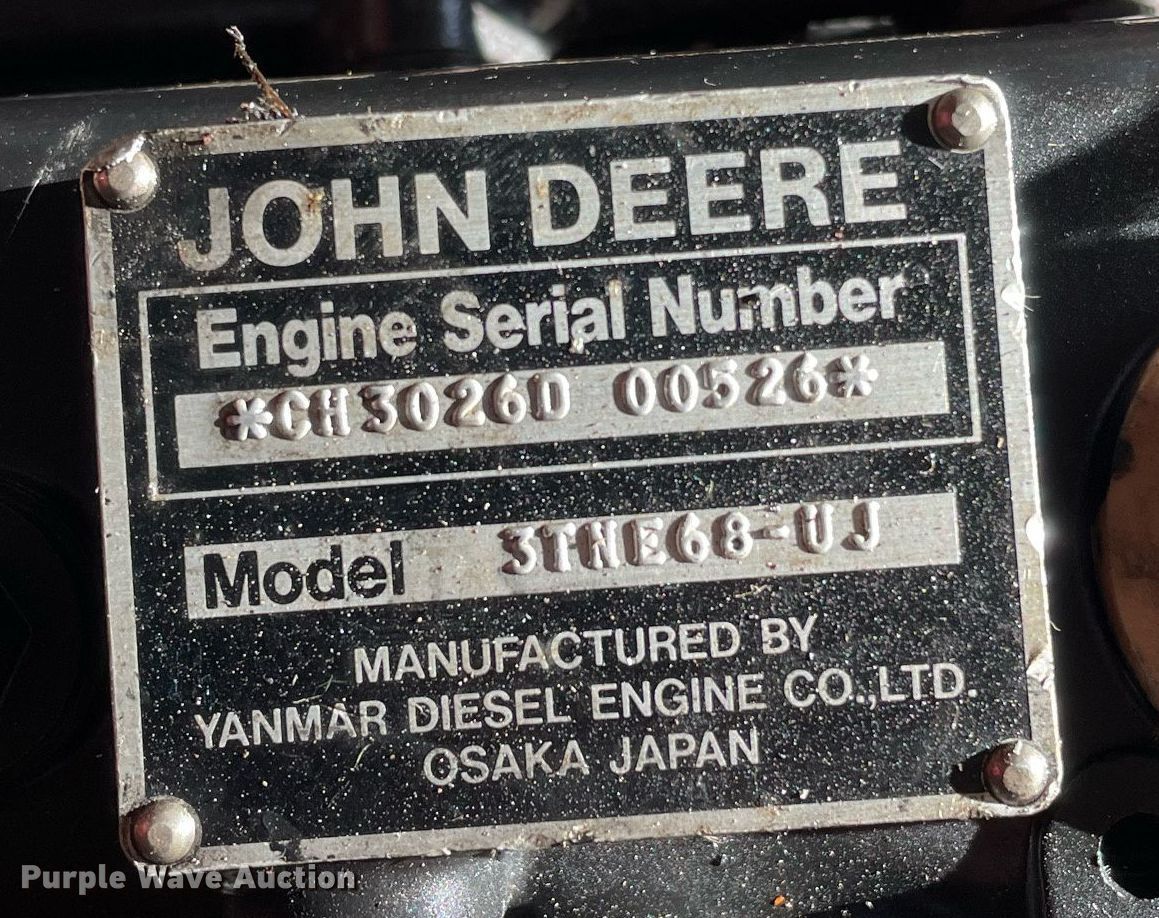 JOHN DEERE
Engine Serial Number
*CH3026D 00526*
Model 3TNE68-UJ
MANUFACTURED BY
YANMAR DIESEL ENGINE CO.,LTD.
OSAKA JAPAN
Purple Wave Auction